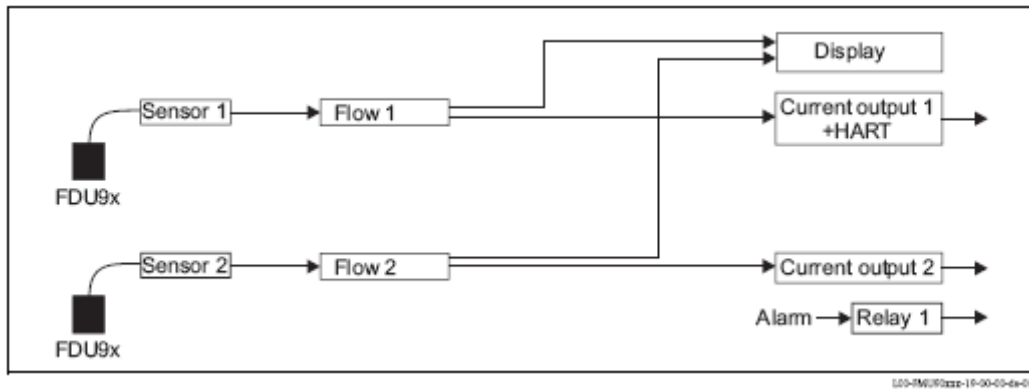 Display
Sensor 1
Flow 1
Current output 1
+HART
FDU9x
Sensor 2
Flow 2
Current output 2
FDU9x
Alarm
Relay 1